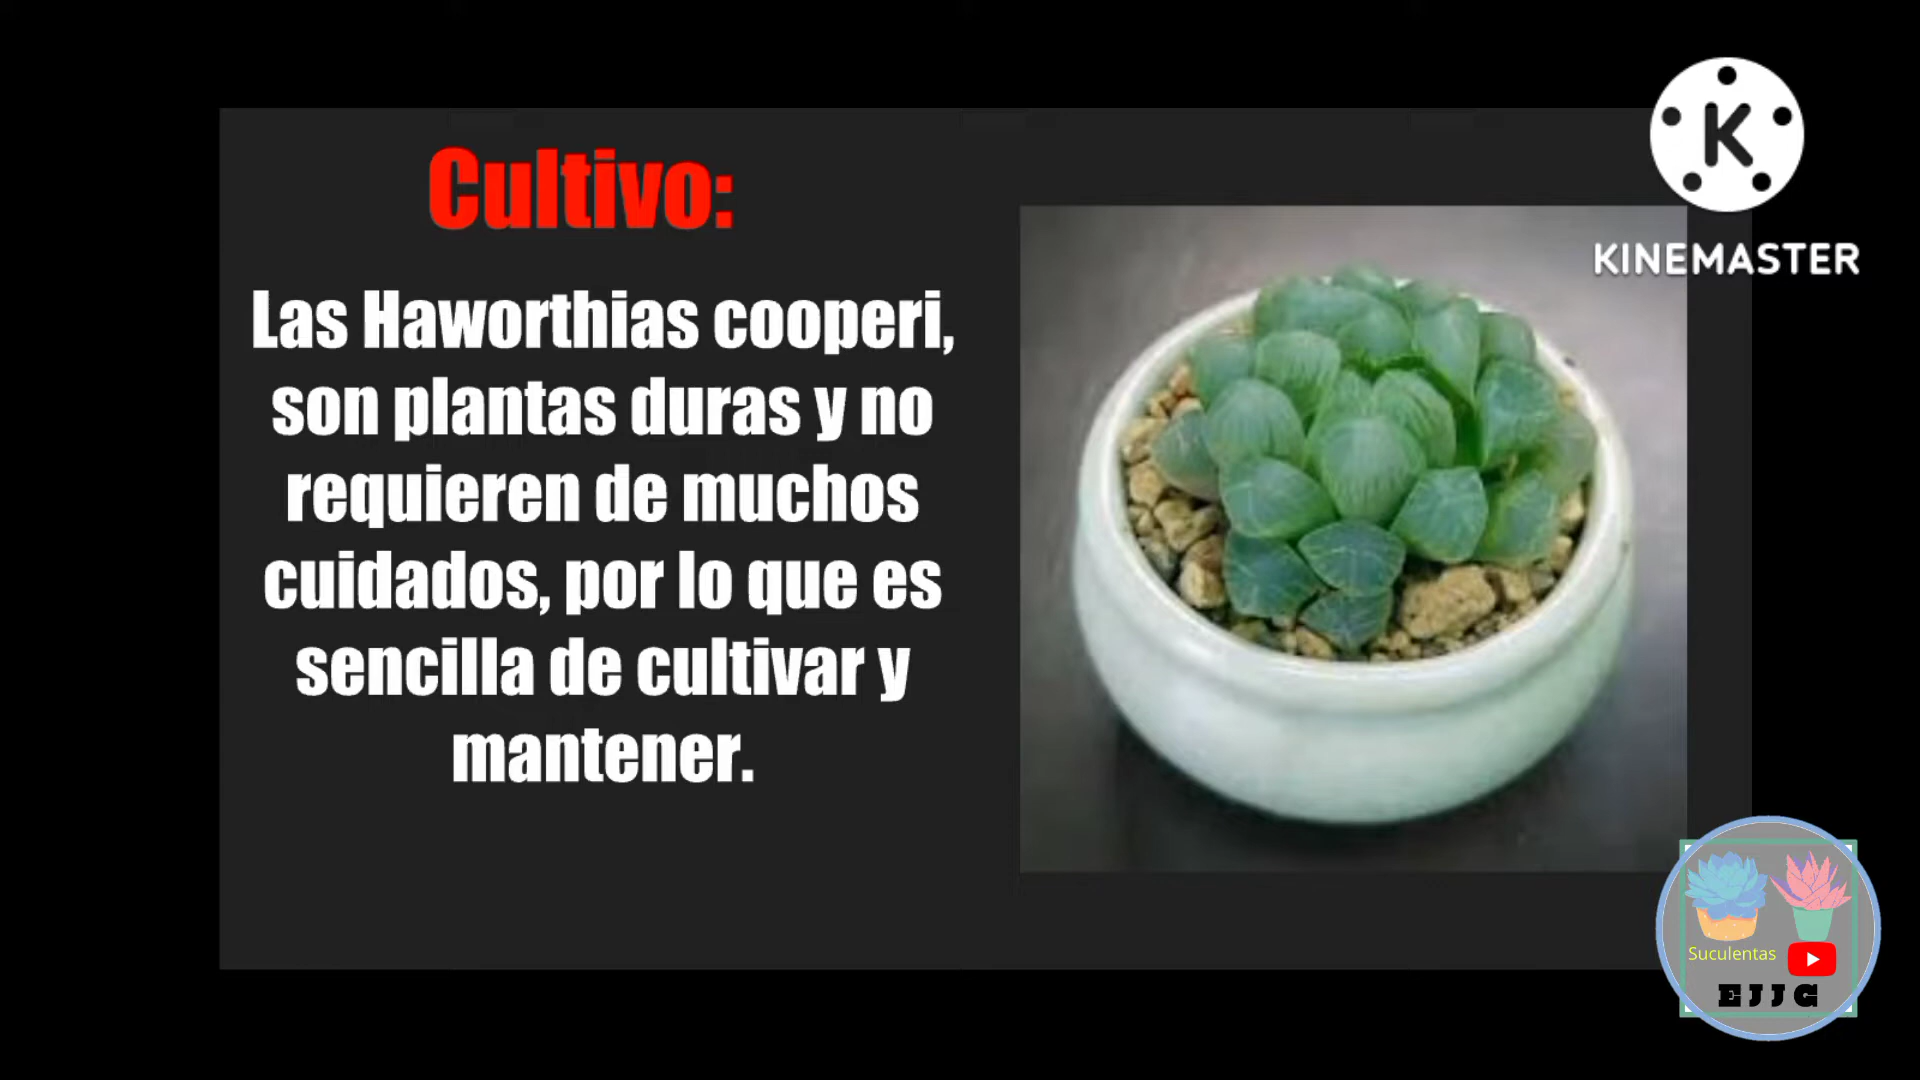 Cultivo:
Las Haworthias cooperi,
son plantas duras y no
requieren de muchos
cuidados, por lo que es
sencilla de cultivar y
mantener.
K
KINEMASTER
Suculentas
EJJG